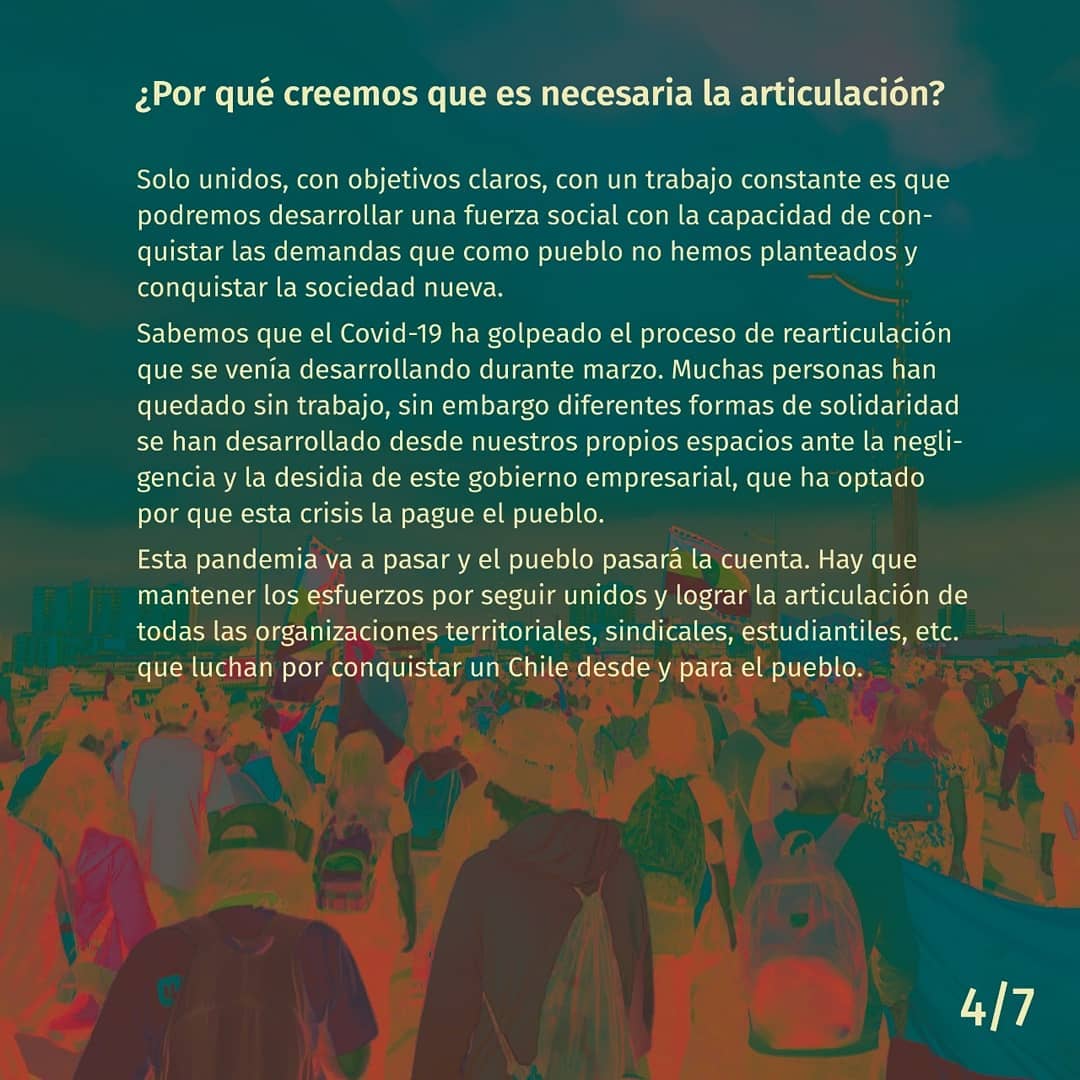 ¿Por qué creemos que es necesaria la articulación?
Solo unidos, con objetivos claros, con un trabajo constante es que
podremos desarrollar una fuerza social con la capacidad de con-
quistar las demandas que como pueblo no hemos planteados y
conquistar la sociedad nueva.
Sabemos que el Covid-19 ha golpeado el proceso de rearticulación
que se venía desarrollando durante marzo. Muchas personas han
quedado sin trabajo, sin embargo diferentes formas de solidaridad
se han desarrollado desde nuestros propios espacios ante la negli-
gencia y la desidia de este gobierno empresarial, que ha optado
por que esta crisis la pague el pueblo.
Esta pandemia va a pasar y el pueblo pasará la cuenta. Hay que
mantener los esfuerzos por seguir unidos y lograr la articulación de
todas las organizaciones territoriales, sindicales, estudiantiles, etc.
que luchan por conquistar un Chile desde y para el pueblo.
4/7